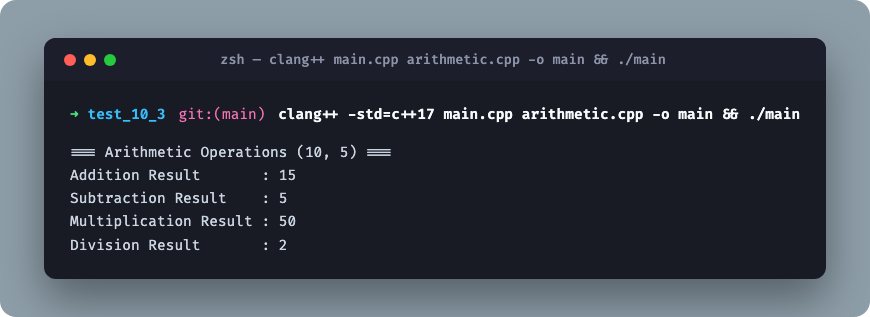 zsh — clang++ main.cpp arithmetic.cpp -o main && ./main
→ test_10_3 git:(main) clang++ -std=c++17 main.cpp arithmetic.cpp -o main && ./main
=== Arithmetic Operations (10, 5) ===
Addition Result       : 15
Subtraction Result    : 5
Multiplication Result : 50
Division Result       : 2